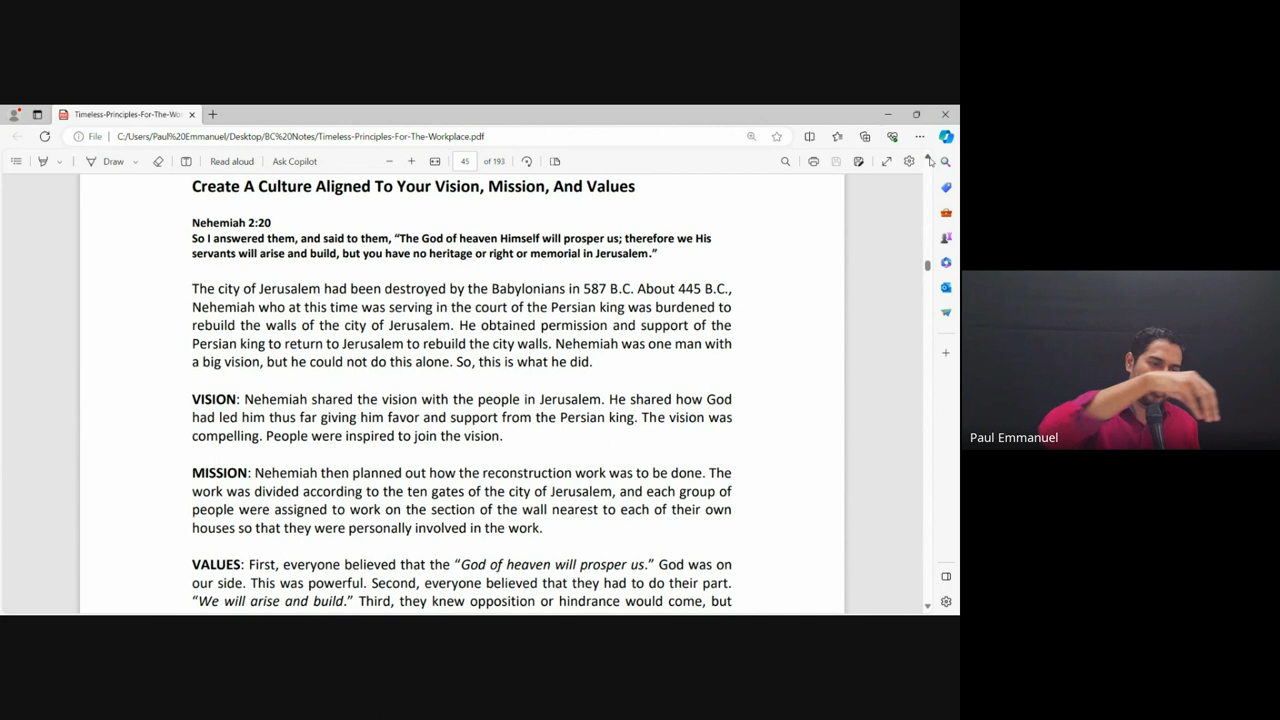 Timeless-Principles-For-The-Wo
File
C:/Users/Paul%20Emmanuel/Desktop/BC%20Notes/Timeless-Principles-For-The-Workplace.pdf
Draw
Read aloud
Ask Copilot
45 of 193
Create A Culture Aligned To Your Vision, Mission, And Values
Nehemiah 2:20
So I answered them, and said to them, “The God of heaven Himself will prosper us; therefore we His
servants will arise and build, but you have no heritage or right or memorial in Jerusalem.”
The city of Jerusalem had been destroyed by the Babylonians in 587 B.C. About 445 B.C.,
Nehemiah who at this time was serving in the court of the Persian king was burdened to
rebuild the walls of the city of Jerusalem. He obtained permission and support of the
Persian king to return to Jerusalem to rebuild the city walls. Nehemiah was one man with
a big vision, but he could not do this alone. So, this is what he did.
VISION: Nehemiah shared the vision with the people in Jerusalem. He shared how God
had led him thus far giving him favor and support from the Persian king. The vision was
compelling. People were inspired to join the vision.
MISSION: Nehemiah then planned out how the reconstruction work was to be done. The
work was divided according to the ten gates of the city of Jerusalem, and each group of
people were assigned to work on the section of the wall nearest to each of their own
houses so that they were personally involved in the work.
VALUES: First, everyone believed that the “God of heaven will prosper us.” God was on
our side. This was powerful. Second, everyone believed that they had to do their part.
“We will arise and build.” Third, they knew opposition or hindrance would come, but
Paul Emmanuel